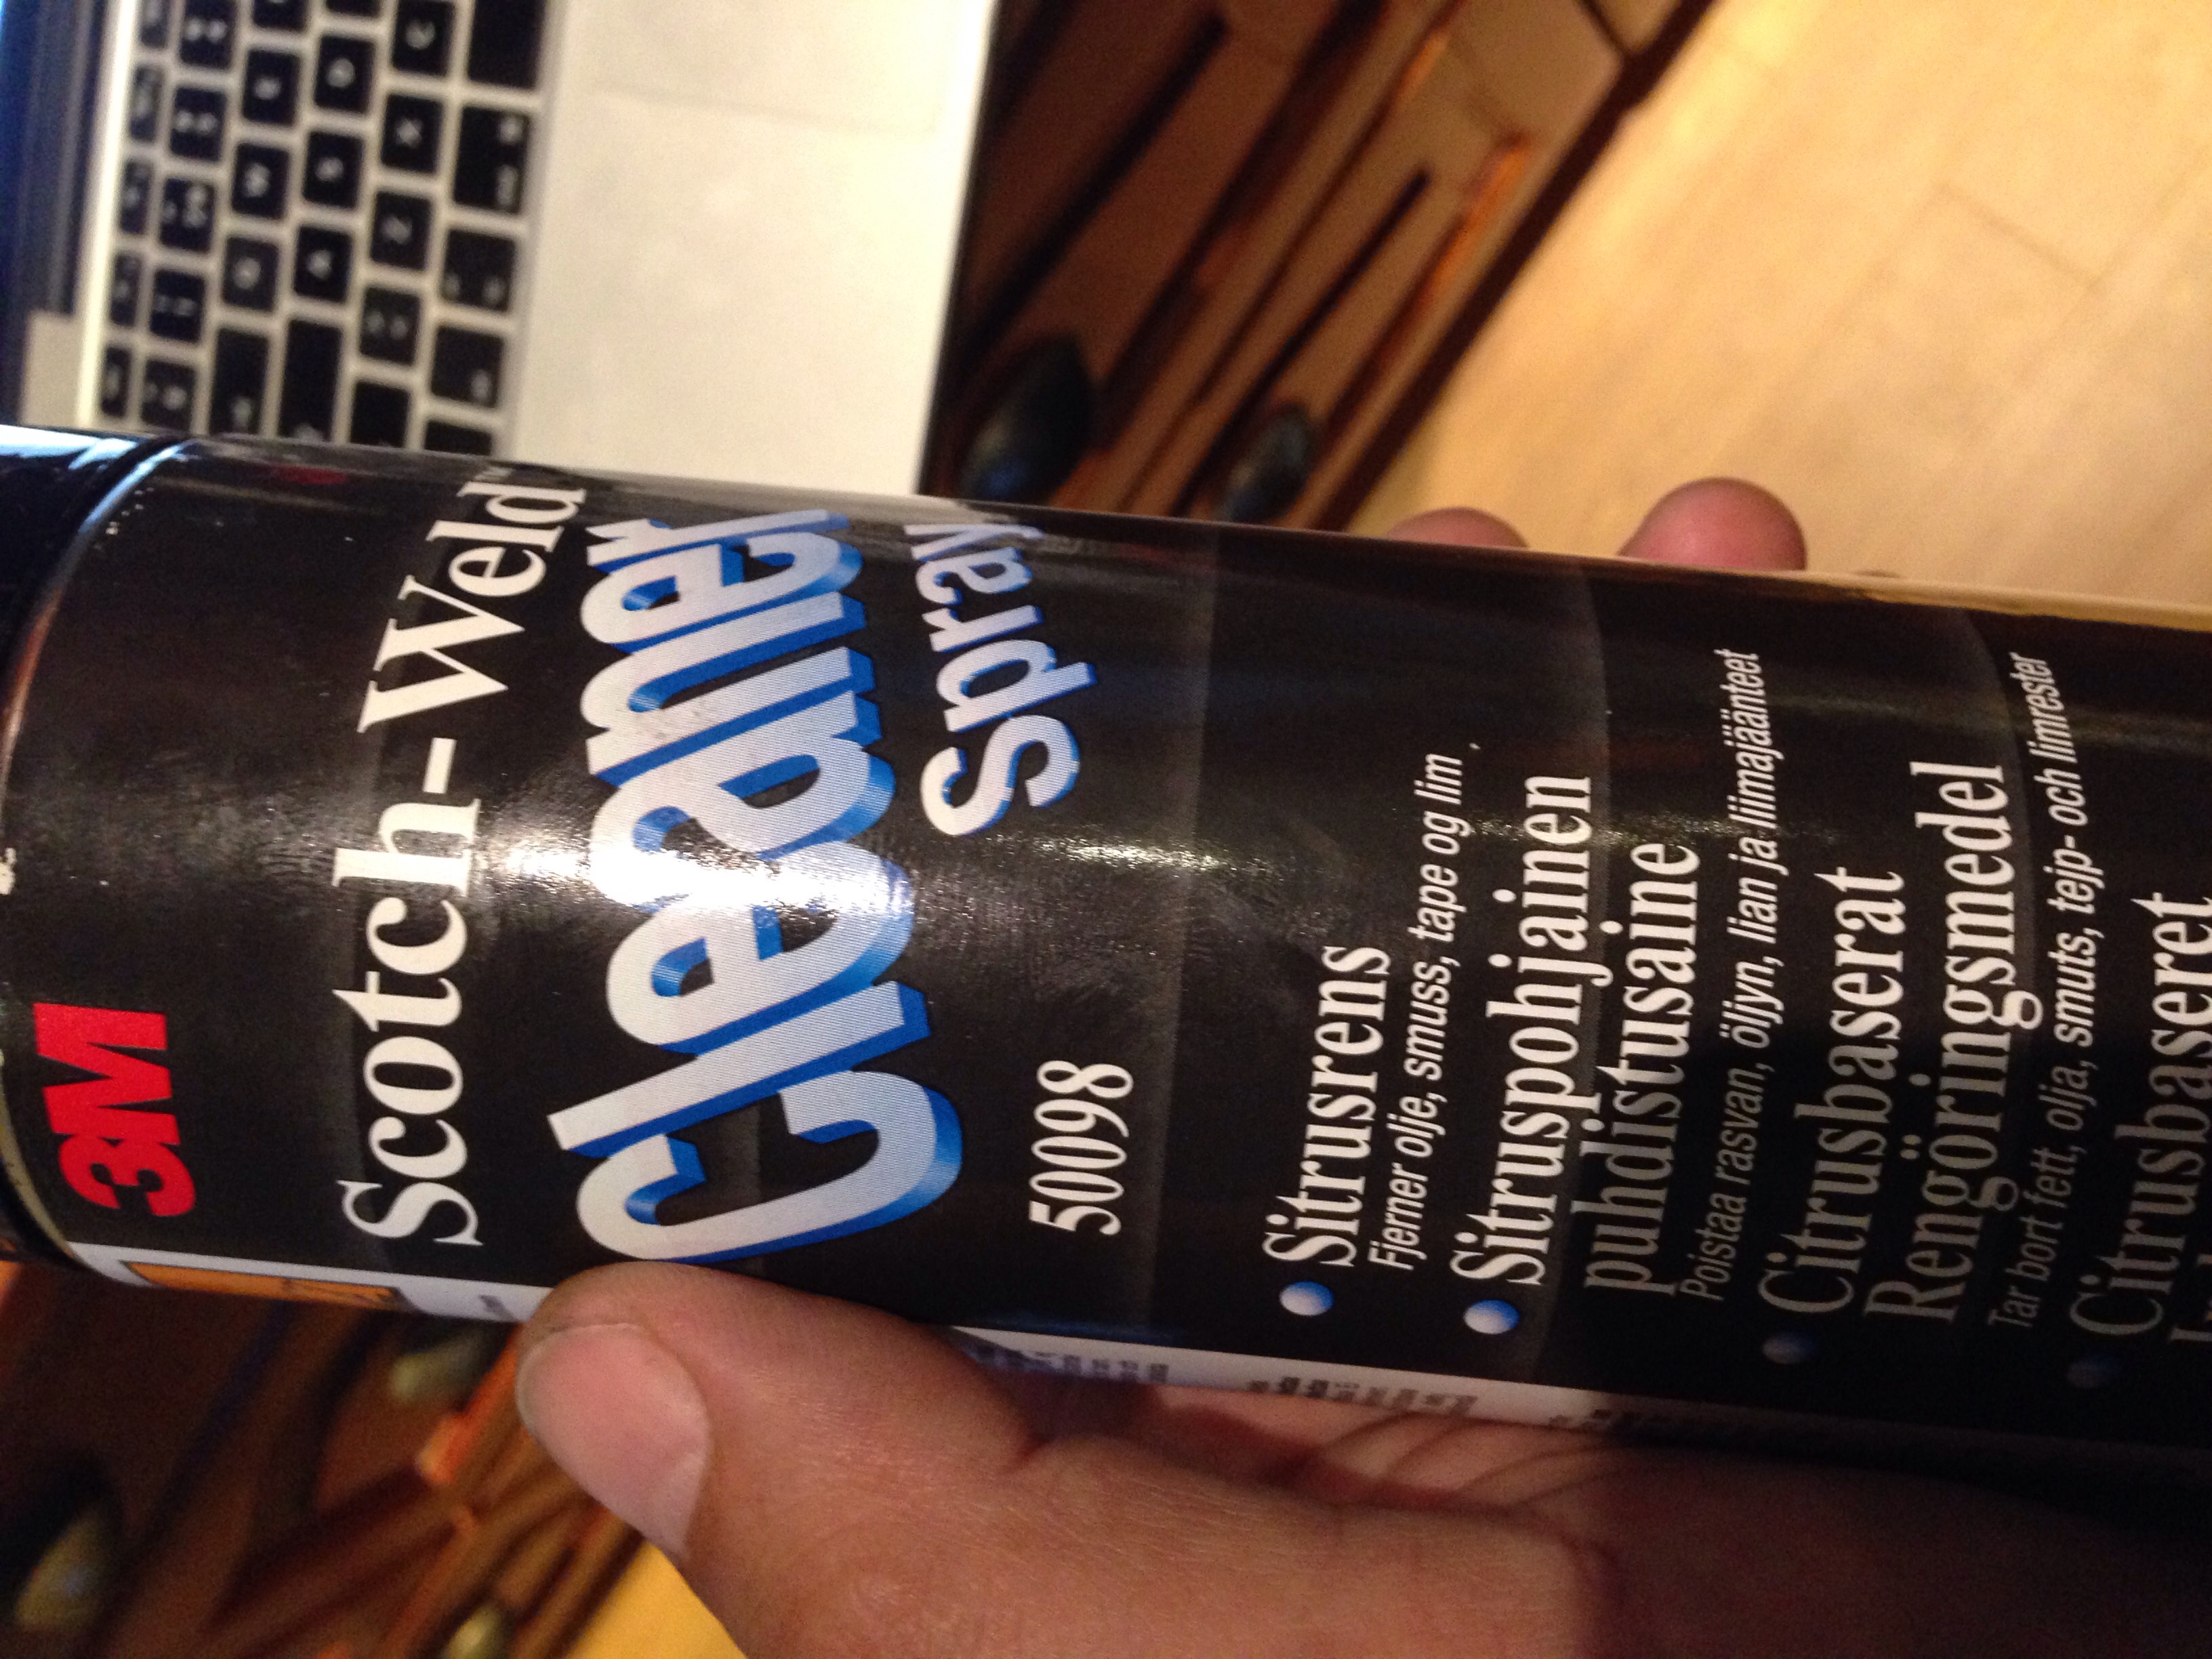 3M
Scotch-Weld™
Cleaner
Spray
50098
Sitrusrens
Fjerner olje, smuss, tape og lim
Sitruspohjainen
puhdistusaine
Poistaa rasvan, öljyn, lian ja liimajäänteet
Citrusbaserat
Rengöringsmedel
Tar bort fett, olja, smuts, tejp- och limrester
Citrusbaseret